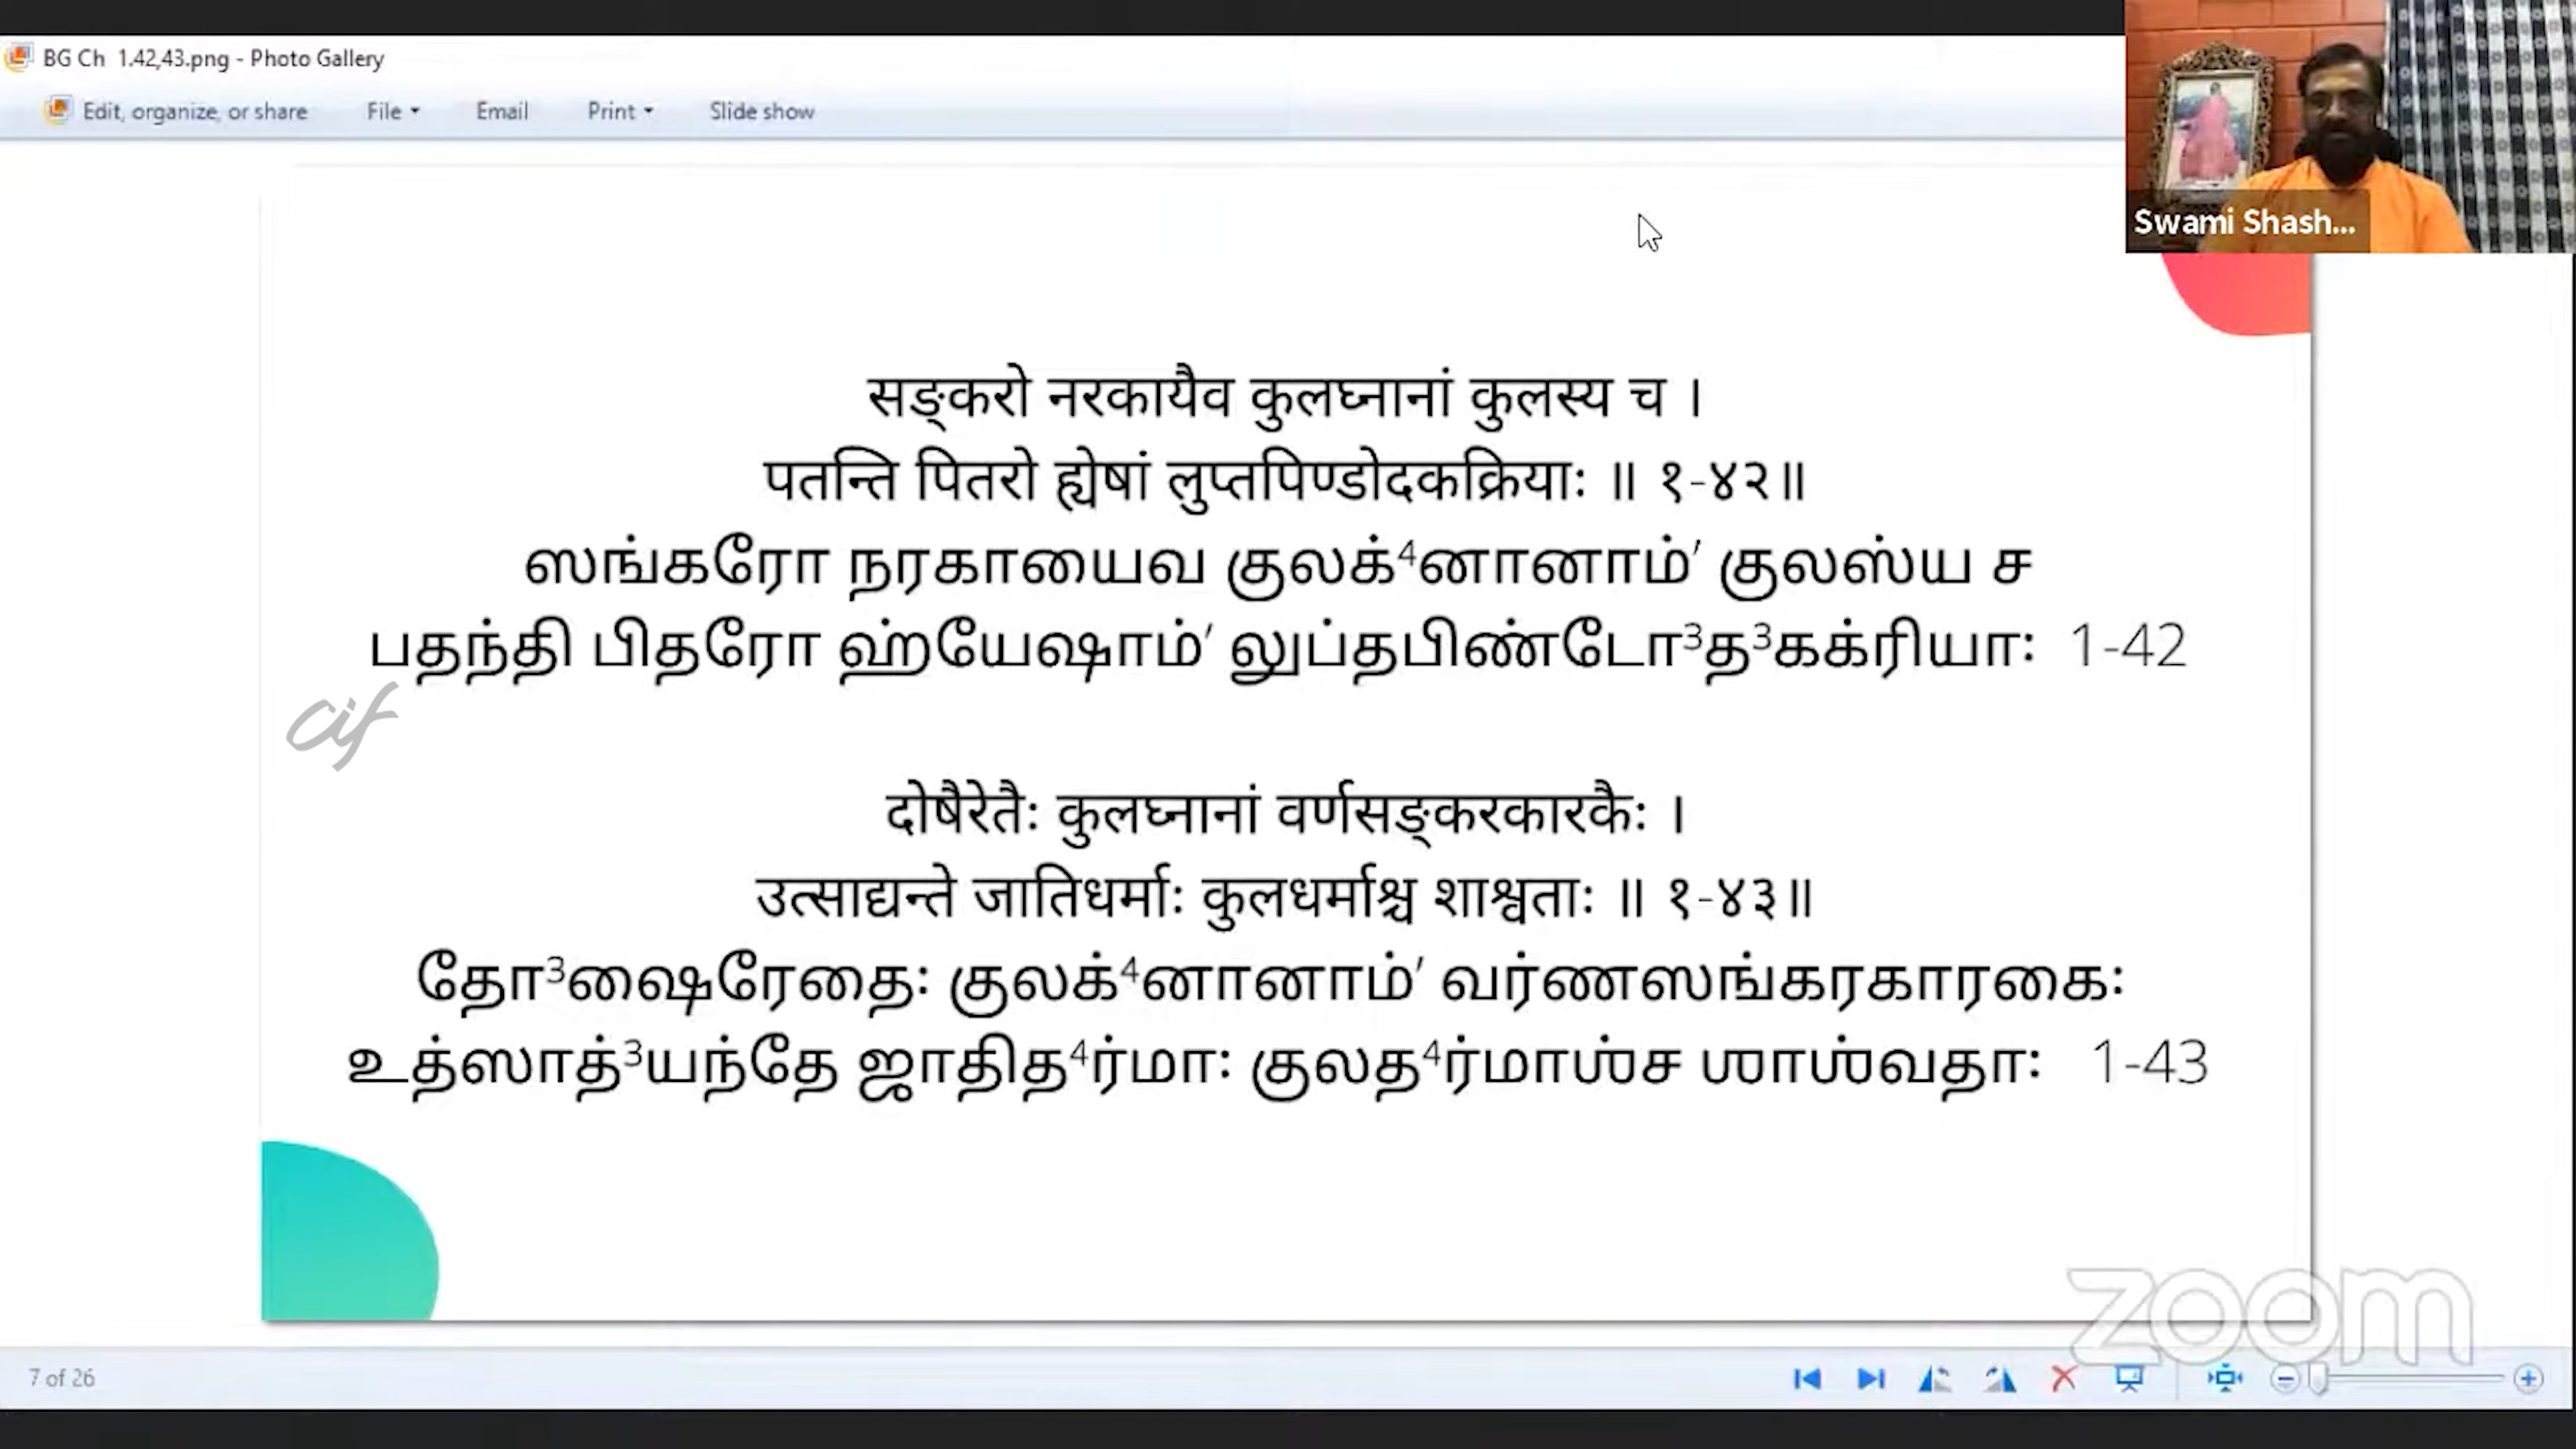 BG Ch 1.42,43.png - Photo Gallery
Edit, organize, or share File Email Print Slide show
Swami Shash...
सङ्करो नरकायैव कुलघ्नानां कुलस्य च ।
पतन्ति पितरो ह्येषां लुप्तपिण्डोदकक्रियाः ॥ १-४२॥
ஸங்கரோ நரகாயைவ குலக்⁴னானாம்ʼ குலஸ்ய ச
பதந்தி பிதரோ ஹ்யேஷாம்ʼ லுப்தபிண்டோ³த³கக்ரியா꞉ 1-42
cif
दोषैरेतैः कुलघ्नानां वर्णसङ्करकारकैः ।
उत्साद्यन्ते जातिधर्माः कुलधर्माश्च शाश्वताः ॥ १-४३॥
தோ³ஷைரேதை꞉ குலக்⁴னானாம்ʼ வர்ணஸங்கரகாரகை꞉
உத்ஸாத்³யந்தே ஜாதித⁴ர்மா꞉ குலத⁴ர்மாஶ்ச ஶாஶ்வதா꞉ 1-43
zoom
7 of 26